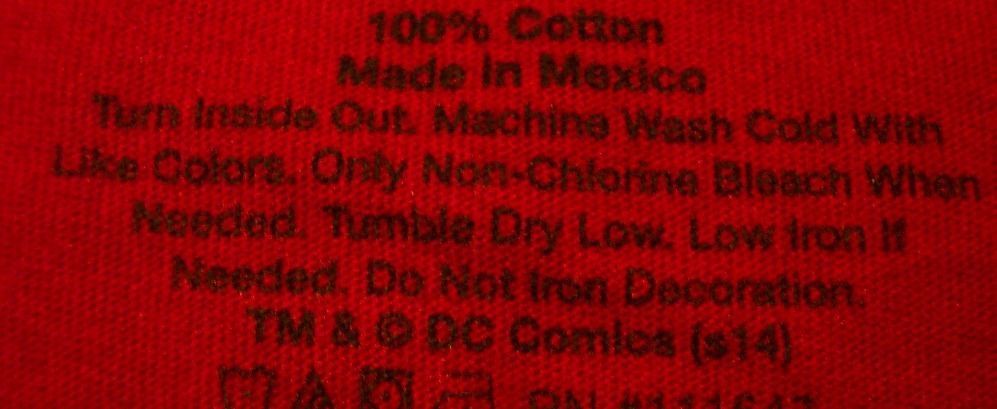 100% Cotton
Made In Mexico
Turn Inside Out. Machine Wash Cold With
Like Colors. Only Non-Chlorine Bleach When
Needed. Tumble Dry Low. Low Iron If
Needed. Do Not Iron Decoration.
TM & © DC Comics (s14)
RN